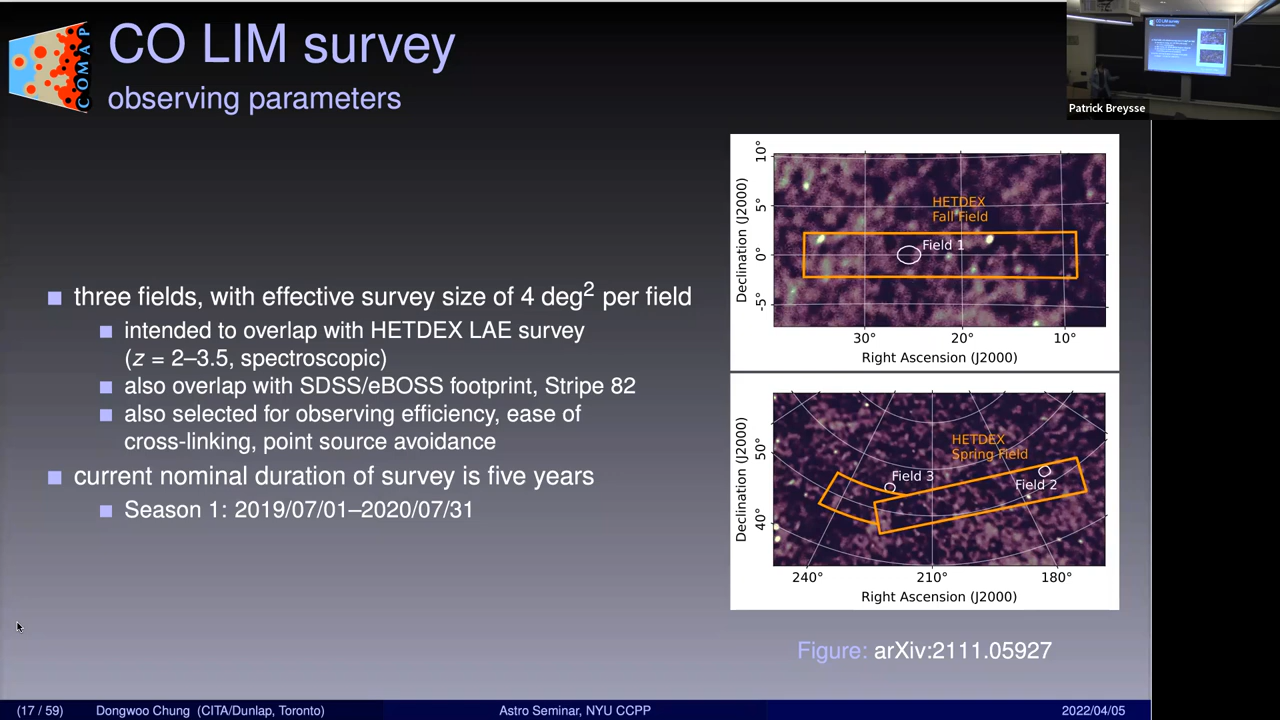 COMAP
CO LIM survey
observing parameters
Patrick Breysse
three fields, with effective survey size of 4 deg² per field
intended to overlap with HETDEX LAE survey
(z = 2–3.5, spectroscopic)
also overlap with SDSS/eBOSS footprint, Stripe 82
also selected for observing efficiency, ease of
cross-linking, point source avoidance
current nominal duration of survey is five years
Season 1: 2019/07/01–2020/07/31
10°
5°
0°
-5°
Declination (J2000)
HETDEX
Fall Field
Field 1
30°
20°
10°
Right Ascension (J2000)
50°
40°
Declination (J2000)
HETDEX
Spring Field
Field 3
Field 2
240°
210°
180°
Right Ascension (J2000)
Figure: arXiv:2111.05927
(17 / 59)
Dongwoo Chung (CITA/Dunlap, Toronto)
Astro Seminar, NYU CCPP
2022/04/05